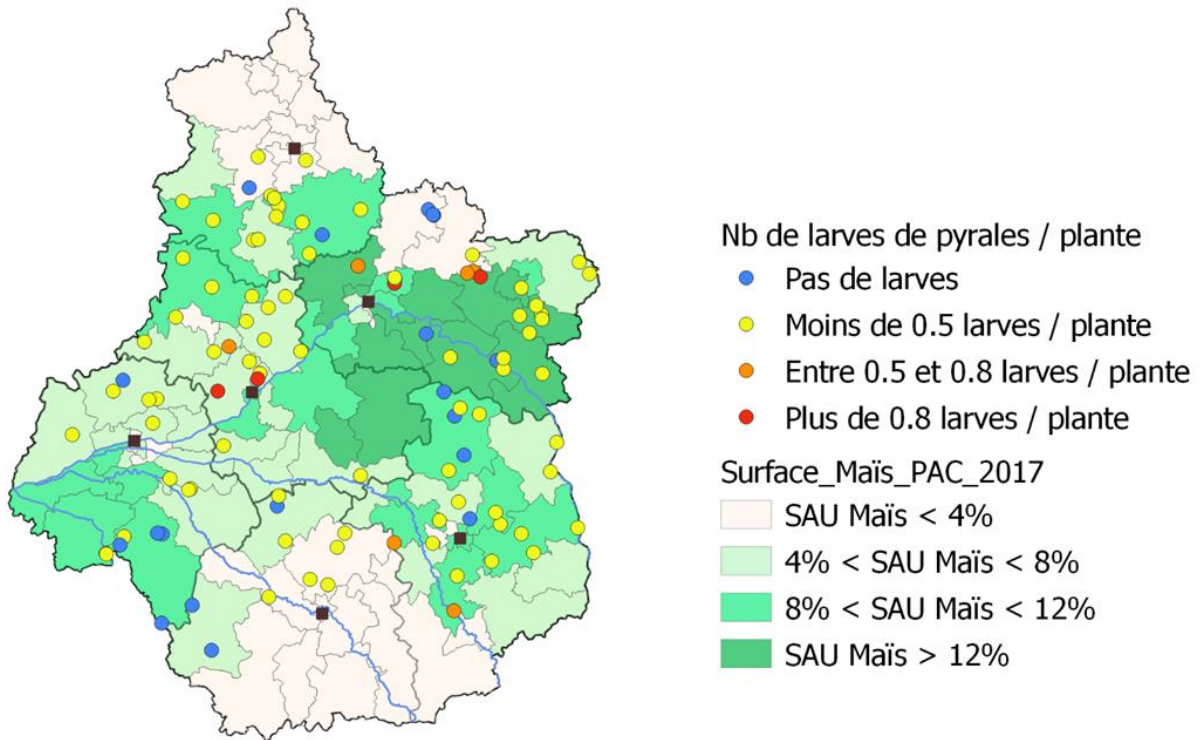 Nb de larves de pyrales / plante
Pas de larves
Moins de 0.5 larves / plante
Entre 0.5 et 0.8 larves / plante
Plus de 0.8 larves / plante
Surface_Maïs_PAC_2017
SAU Maïs < 4%
4% < SAU Maïs < 8%
8% < SAU Maïs < 12%
SAU Maïs > 12%